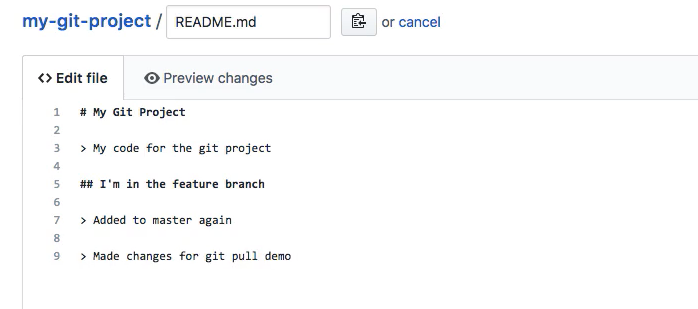 my-git-project / README.md or cancel
Edit file Preview changes
1 # My Git Project
2
3 > My code for the git project
4
5 ## I'm in the feature branch
6
7 > Added to master again
8
9 > Made changes for git pull demo